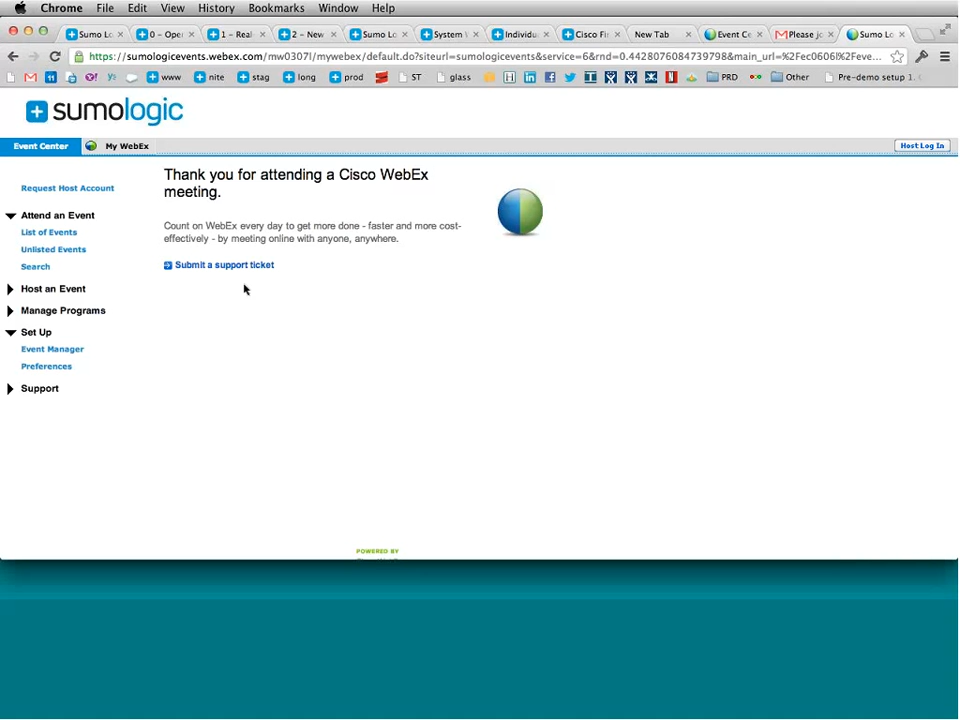 Chrome File Edit View History Bookmarks Window Help
Sumo Lo 0 – Oper 1 – Real 2 – New Sumo Lo System Individu Cisco Fi New Tab Event Ce Please jo Sumo Lo
https://sumologicevents.webex.com/mw0307l/mywebex/default.do?siteurl=sumologicevents&service=6&rnd=0.4428076084739798&main_url=%2Fec0606l%2Feve...
www nite stag long prod ST glass PRD Other Pre-demo setup 1.
sumologic
Event Center My WebEx Host Log In
Thank you for attending a Cisco WebEx
meeting.
Count on WebEx every day to get more done - faster and more cost-
effectively - by meeting online with anyone, anywhere.
Submit a support ticket
Request Host Account
Attend an Event
List of Events
Unlisted Events
Search
Host an Event
Manage Programs
Set Up
Event Manager
Preferences
Support
POWERED BY